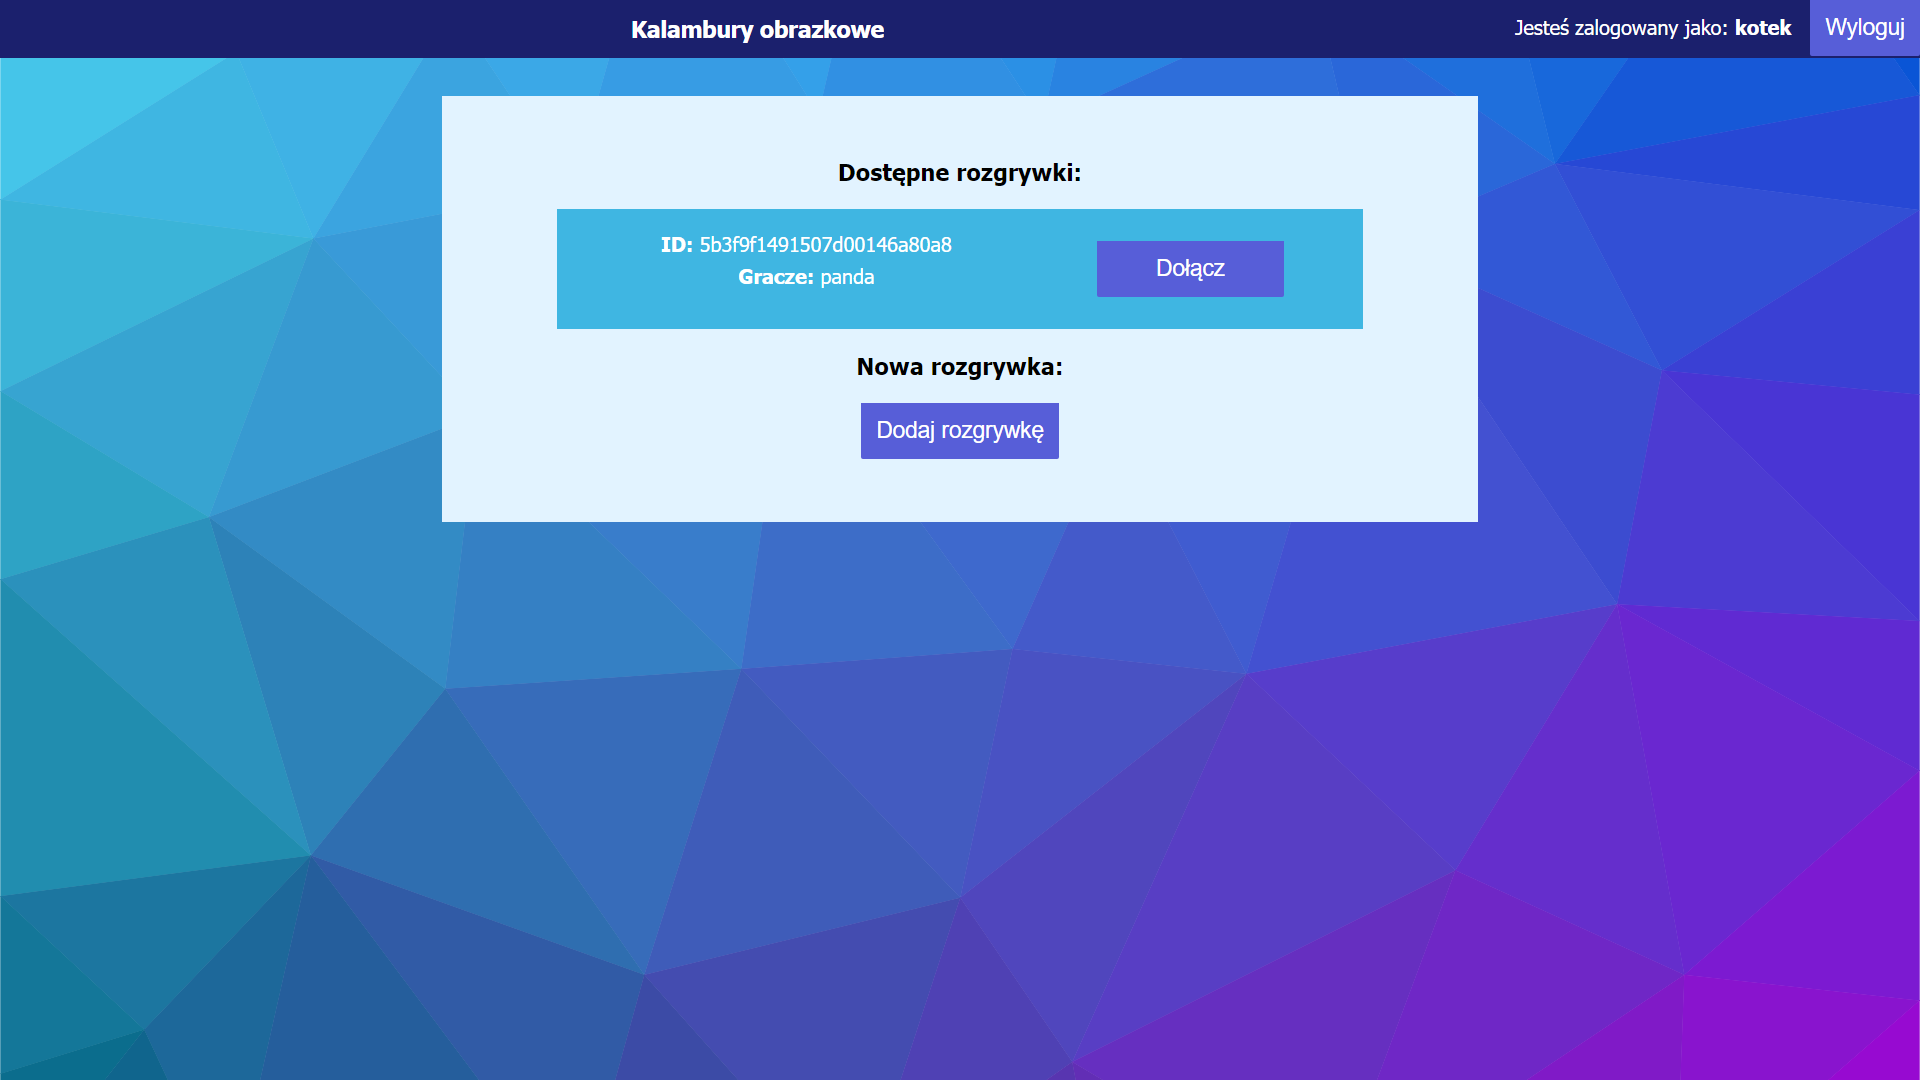 Kalambury obrazkowe
Jesteś zalogowany jako: kotek
Wyloguj
Dostępne rozgrywki:
ID: 5b3f9f1491507d00146a80a8
Gracze: panda
Dołącz
Nowa rozgrywka:
Dodaj rozgrywkę